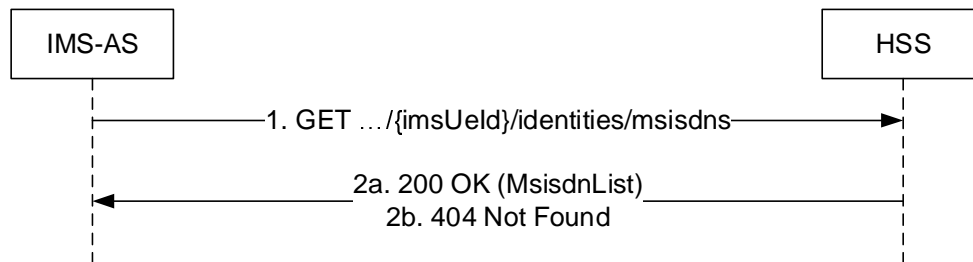 IMS-AS
HSS
1. GET …/{imsUeId}/identities/msisdns
2a. 200 OK (MsisdnList)
2b. 404 Not Found